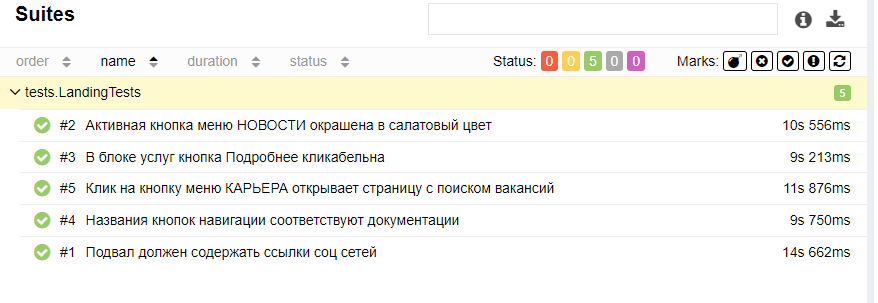 Suites
order name duration status Status: 0 0 5 0 0 Marks:
tests.LandingTests 5
#2 Активная кнопка меню НОВОСТИ окрашена в салатовый цвет 10s 556ms
#3 В блоке услуг кнопка Подробнее кликабельна 9s 213ms
#5 Клик на кнопку меню КАРЬЕРА открывает страницу с поиском вакансий 11s 876ms
#4 Названия кнопок навигации соответствуют документации 9s 750ms
#1 Подвал должен содержать ссылки соц сетей 14s 662ms